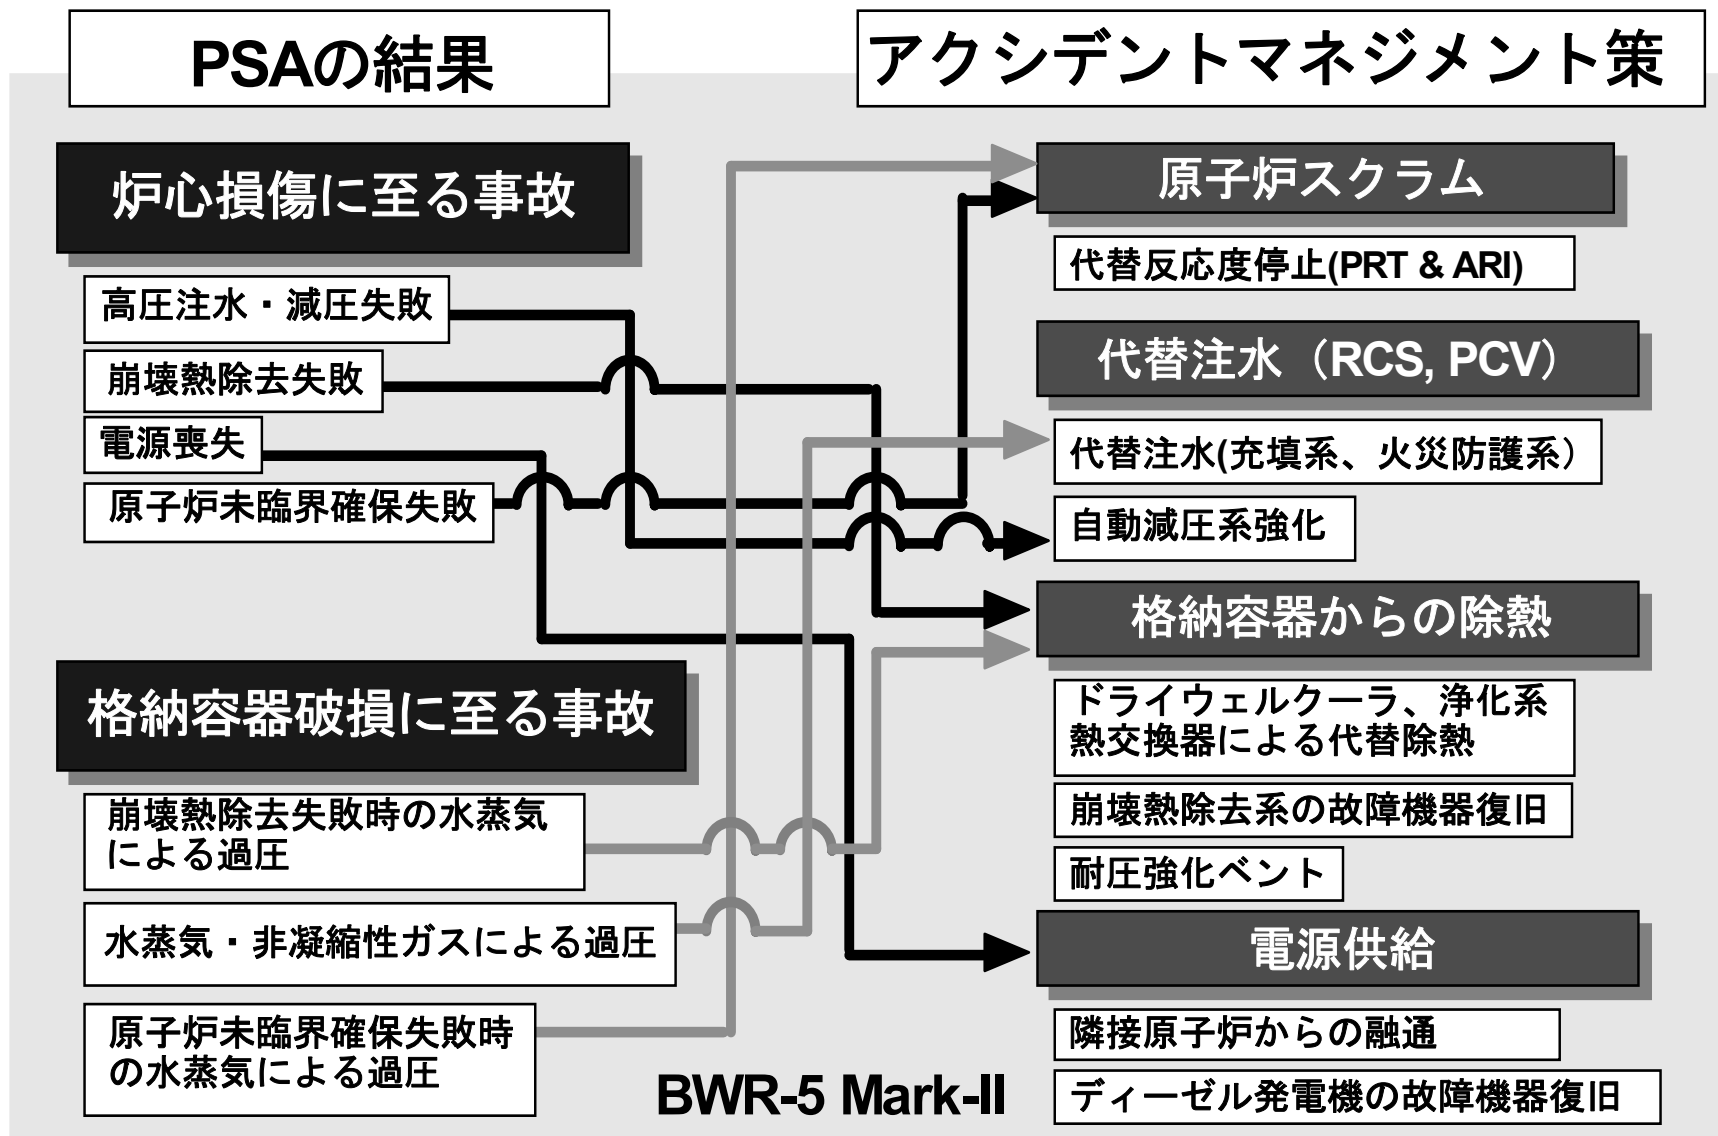 PSAの結果
アクシデントマネジメント策
炉心損傷に至る事故
高圧注水・減圧失敗
崩壊熱除去失敗
電源喪失
原子炉未臨界確保失敗
格納容器破損に至る事故
崩壊熱除去失敗時の水蒸気
による過圧
水蒸気・非凝縮性ガスによる過圧
原子炉未臨界確保失敗時
の水蒸気による過圧
原子炉スクラム
代替反応度停止(PRT & ARI)
代替注水（RCS, PCV）
代替注水(充填系、火災防護系）
自動減圧系強化
格納容器からの除熱
ドライウェルクーラ、浄化系
熱交換器による代替除熱
崩壊熱除去系の故障機器復旧
耐圧強化ベント
電源供給
隣接原子炉からの融通
ディーゼル発電機の故障機器復旧
BWR-5 Mark-II